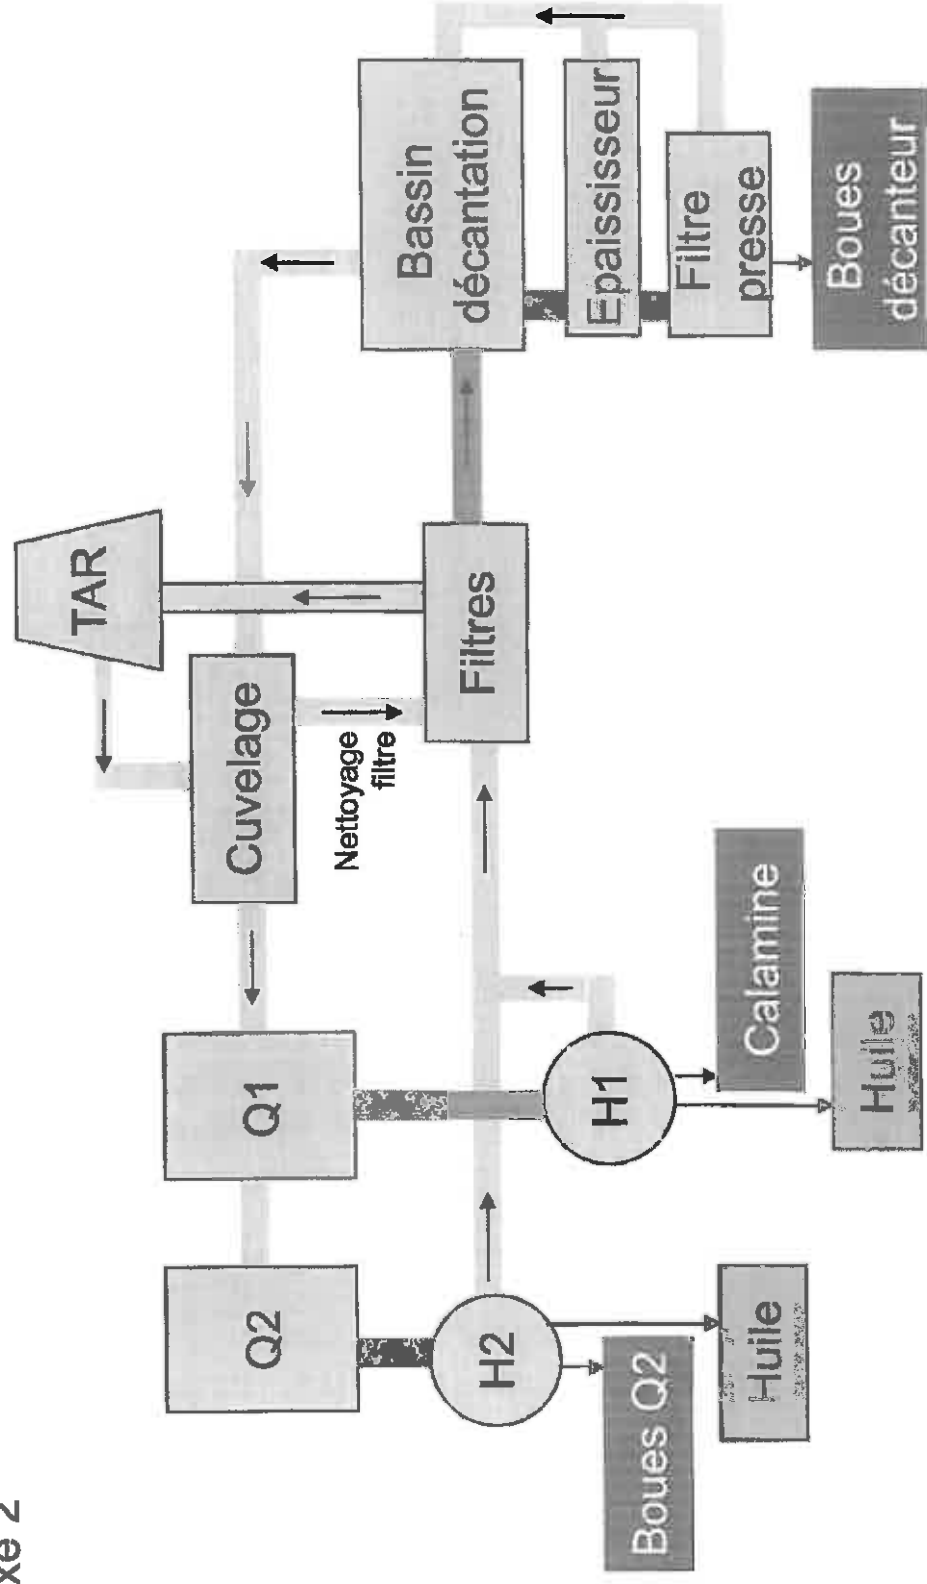 xe 2
Q2
Q1
Cuvelage
TAR
Nettoyage
filtre
Bassin
décantation
H2
H1
Filtres
Epaississeur
Filtre
presse
Boues Q2
Huile
Calamine
Huile
Boues
décanteur